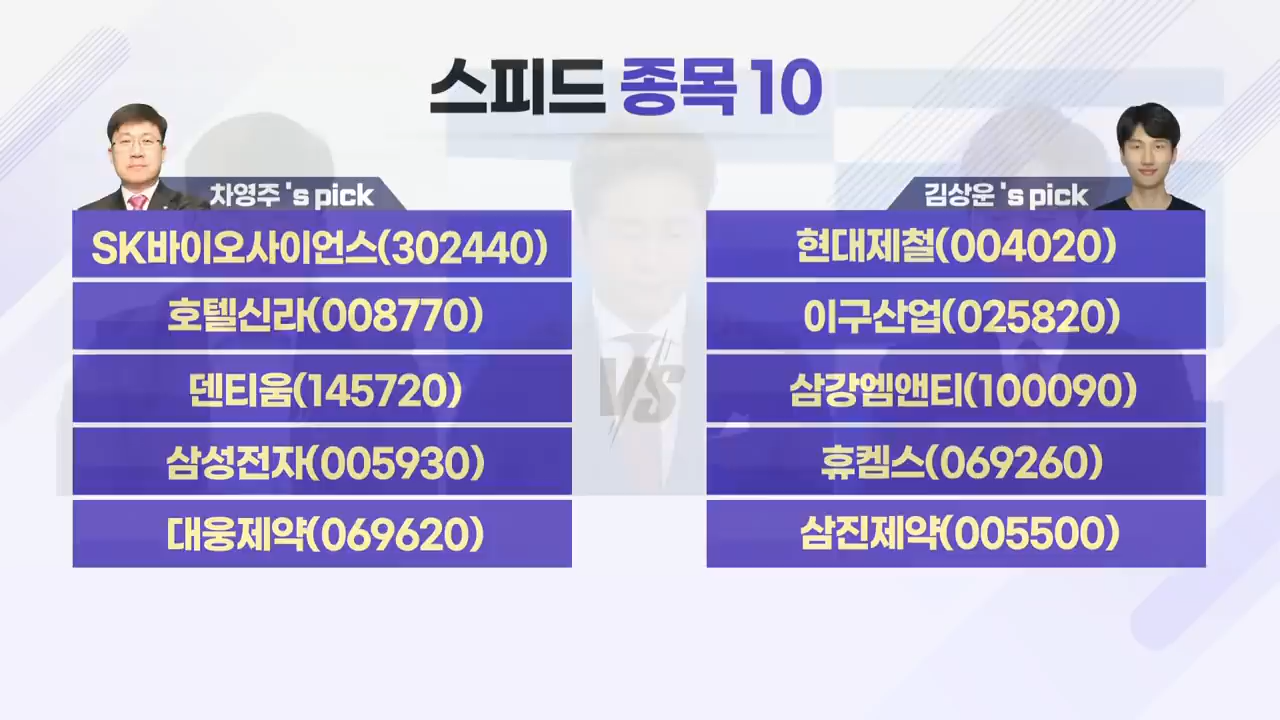 스피드 종목 10
차영주 's pick
SK바이오사이언스(302440)
호텔신라(008770)
덴티움(145720)
삼성전자(005930)
대웅제약(069620)
VS
김상운 's pick
현대제철(004020)
이구산업(025820)
삼강엠앤티(100090)
휴켐스(069260)
삼진제약(005500)